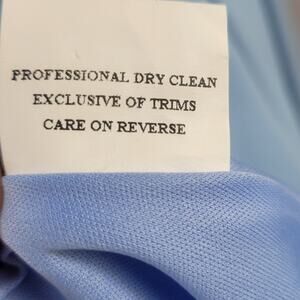 PROFESSIONAL DRY CLEAN
EXCLUSIVE OF TRIMS
CARE ON REVERSE